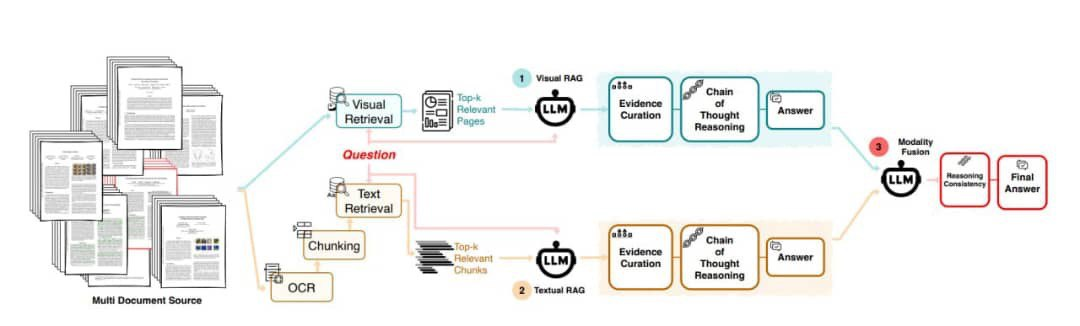 Multi Document Source
Visual
Retrieval
Top-k
Relevant
Pages
Question
Text
Retrieval
Chunking
OCR
Top-k
Relevant
Chunks
1
Visual RAG
LLM
Evidence
Curation
Chain
of
Thought
Reasoning
Answer
2
Textual RAG
LLM
Evidence
Curation
Chain
of
Thought
Reasoning
Answer
3
Modality
Fusion
LLM
Reasoning
Consistency
Final
Answer